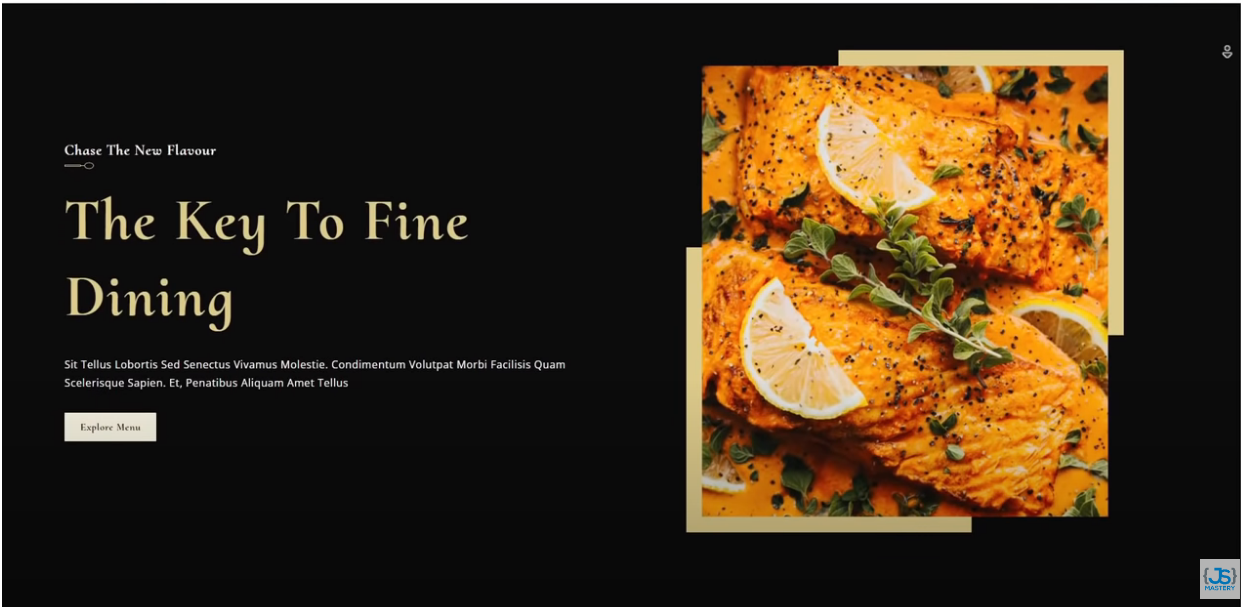 Chase The New Flavour
The Key To Fine
Dining
Sit Tellus Lobortis Sed Senectus Vivamus Molestie. Condimentum Volutpat Morbi Facilisis Quam
Scelerisque Sapien. Et, Penatibus Aliquam Amet Tellus
Explore Menu
{JS}
MASTERY